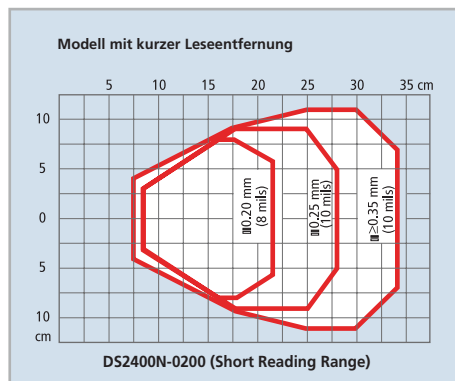 Modell mit kurzer Leseentfernung
5 10 15 20 25 30 35 cm
10
5
0
5
10
cm
0.20 mm
(8 mils)
0.25 mm
(10 mils)
≥0.35 mm
(10 mils)
DS2400N-0200 (Short Reading Range)